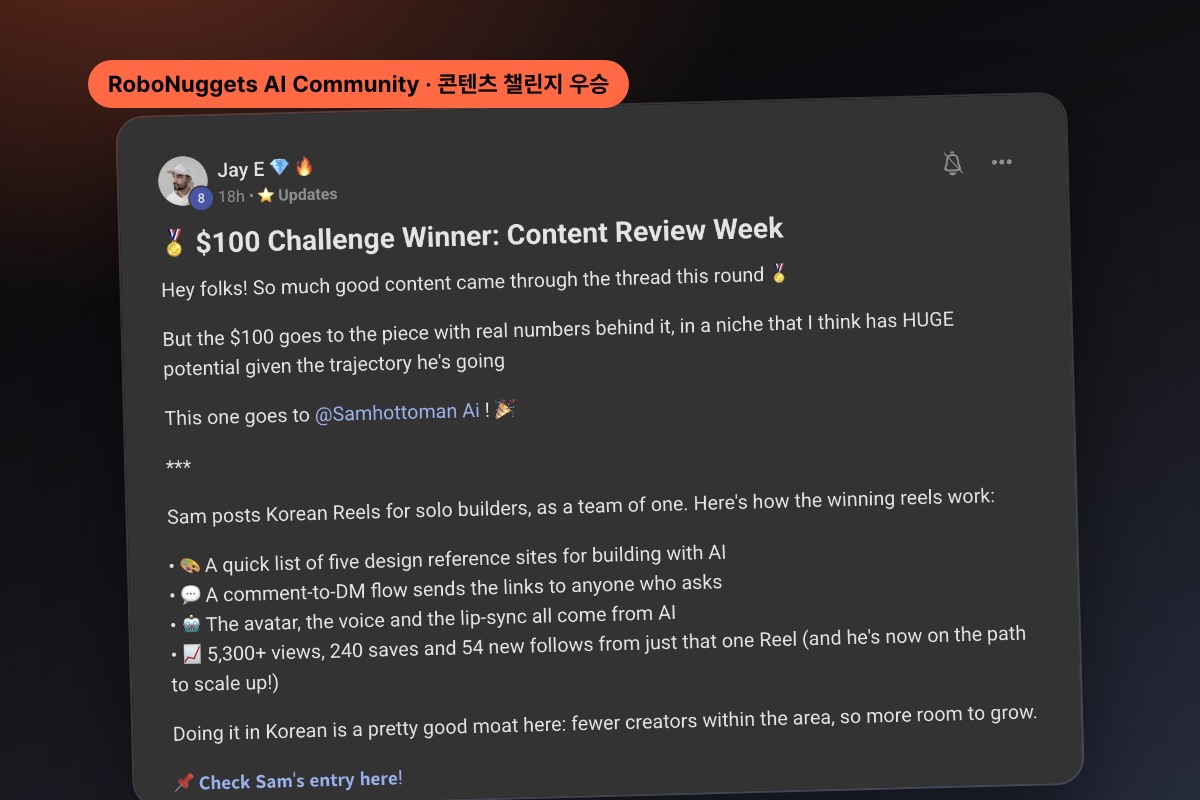 RoboNuggets AI Community · 콘텐츠 챌린지 우승
Jay E 💎 🔥
8
18h • ⭐ Updates
🏅 $100 Challenge Winner: Content Review Week
Hey folks! So much good content came through the thread this round 🏅
But the $100 goes to the piece with real numbers behind it, in a niche that I think has HUGE
potential given the trajectory he's going
This one goes to @Samhottoman Ai ! 🎉
***
Sam posts Korean Reels for solo builders, as a team of one. Here's how the winning reels work:
• 🎨 A quick list of five design reference sites for building with AI
• 💬 A comment-to-DM flow sends the links to anyone who asks
• 🤖 The avatar, the voice and the lip-sync all come from AI
• 📈 5,300+ views, 240 saves and 54 new follows from just that one Reel (and he's now on the path
to scale up!)
Doing it in Korean is a pretty good moat here: fewer creators within the area, so more room to grow.
📌 Check Sam's entry here!